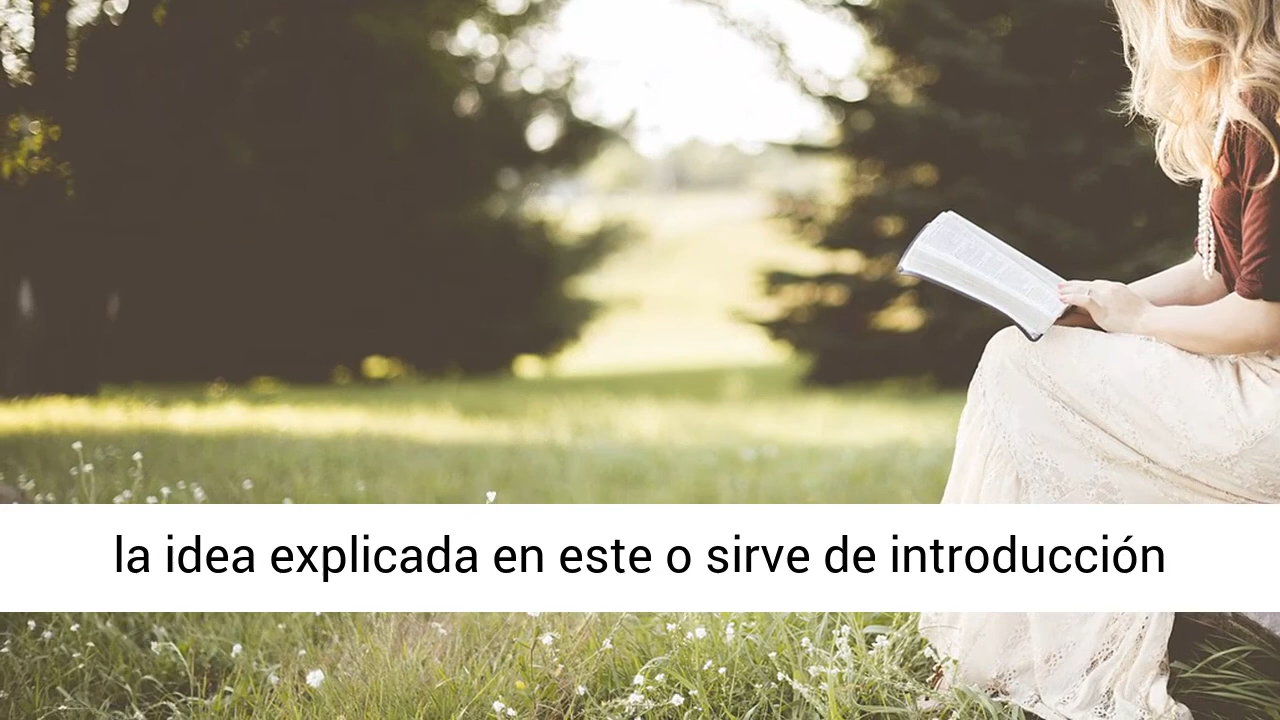 la idea explicada en este o sirve de introducción